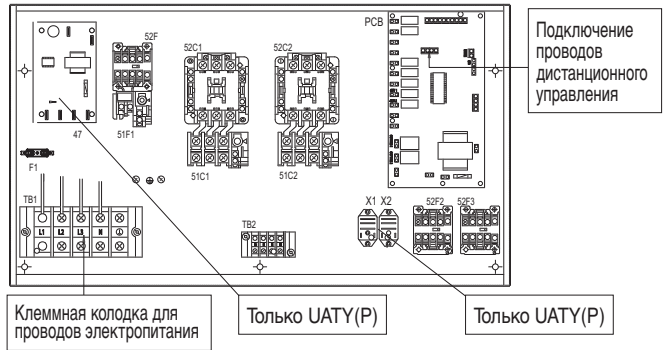 52F
52C1
52C2
PCB
Подключение
проводов
дистанционного
управления
47
51F1
51C1
51C2
F1
TB1
L1 L2 L3 N
TB2
X1 X2
52F2 52F3
Клеммная колодка для
проводов электропитания
Только UATY(P)
Только UATY(P)